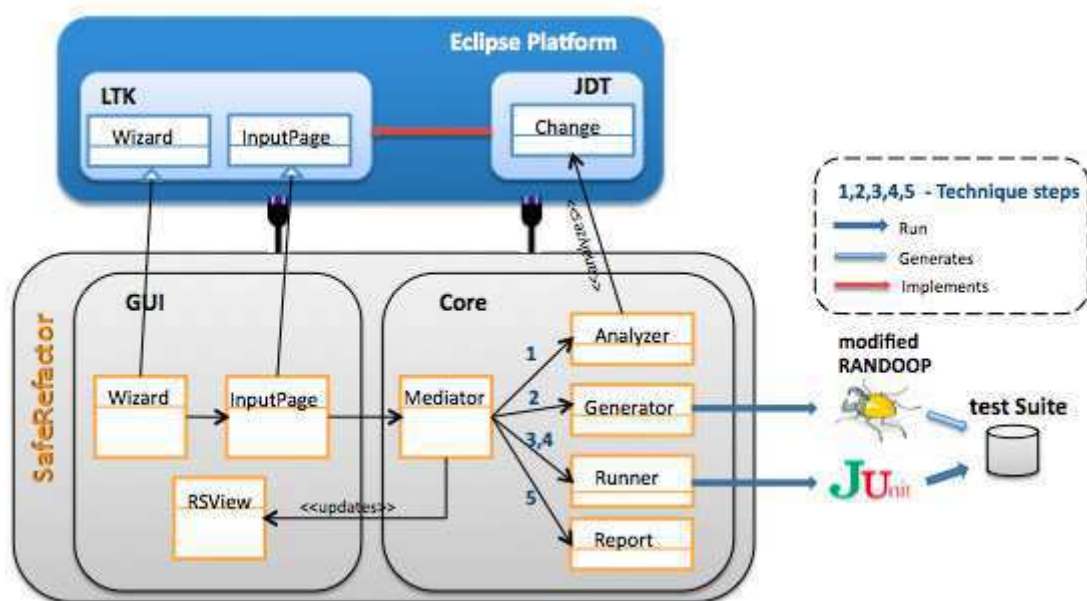 Eclipse Platform
LTK
JDT
Wizard
InputPage
Change
<<analyzes>>
1,2,3,4,5 - Technique steps
Run
Generates
Implements
SafeRefactor
GUI
Core
Wizard
InputPage
Mediator
RSView
<<updates>>
1
2
3,4
5
Analyzer
Generator
Runner
Report
modified
RANDOOP
test Suite
JUnit